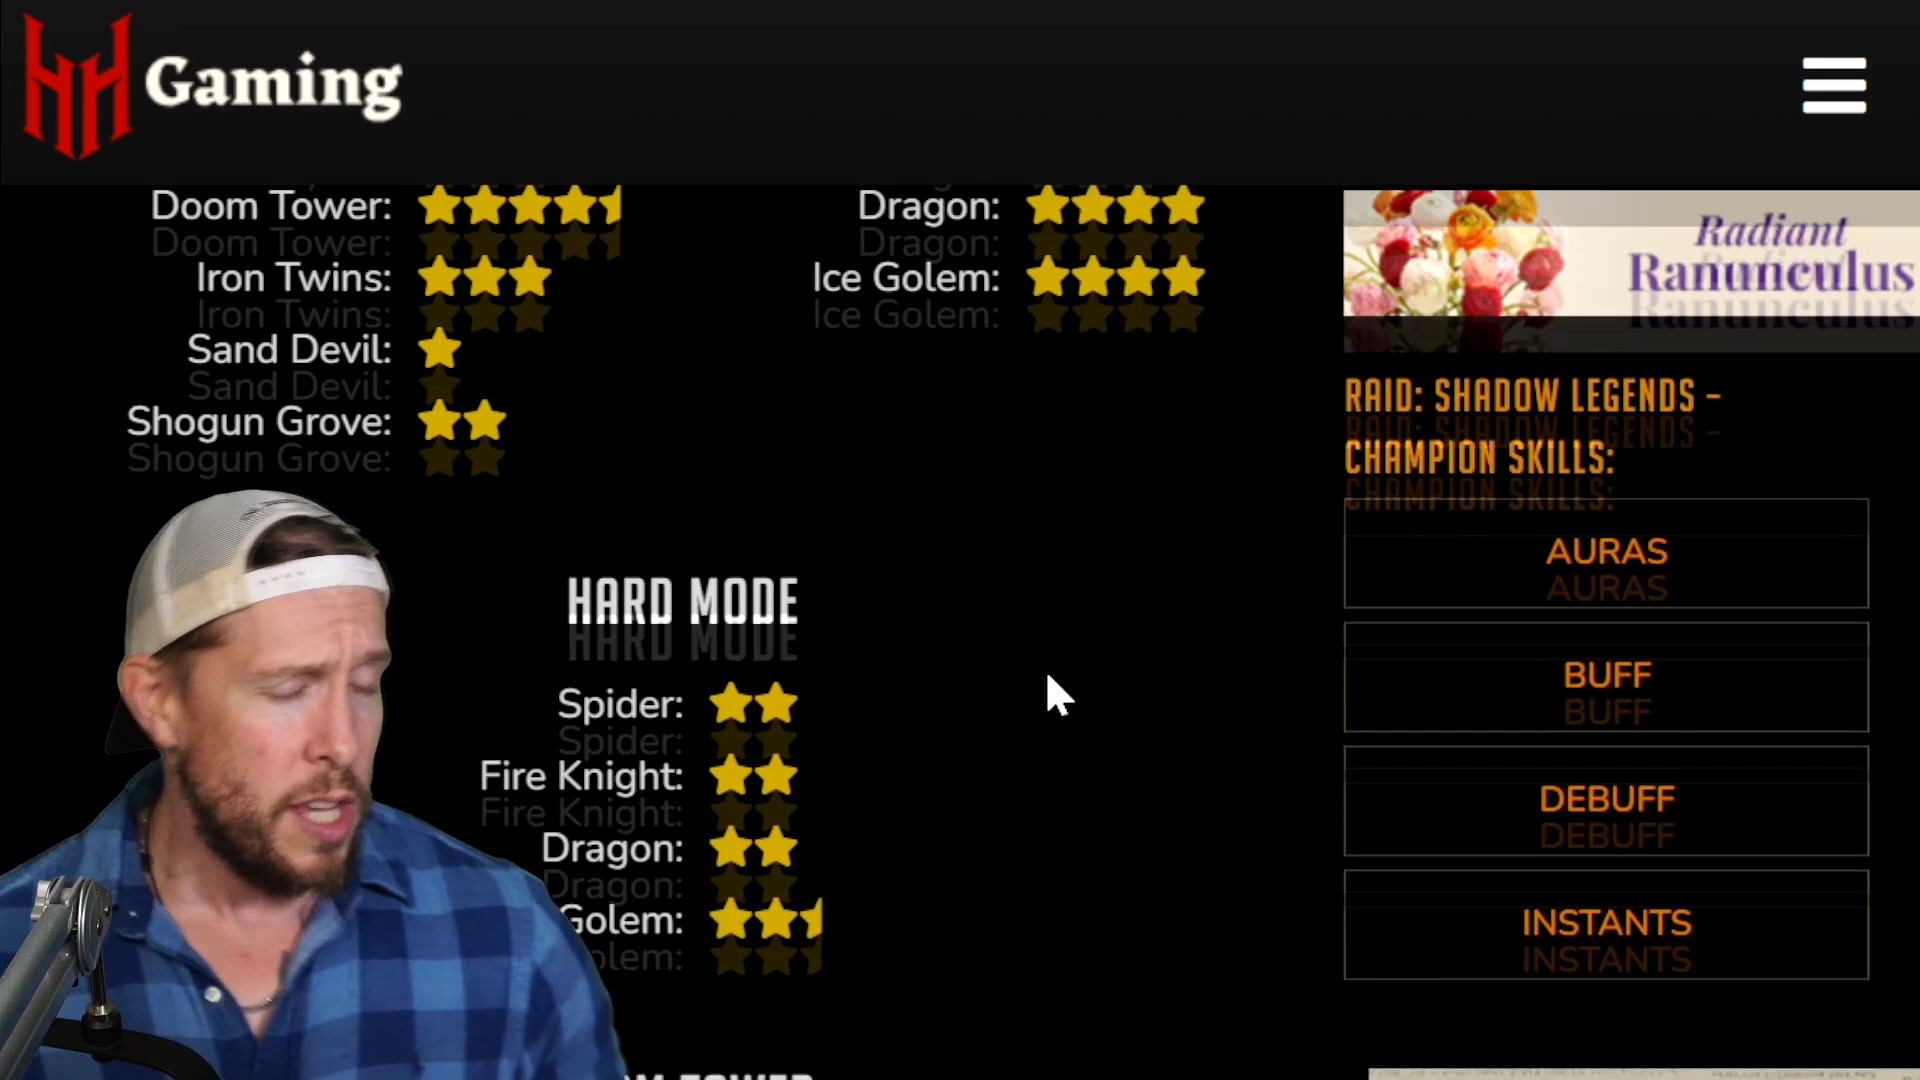 Gaming
Doom Tower:
Iron Twins:
Sand Devil:
Shogun Grove:
Dragon:
Ice Golem:
HARD MODE
Spider:
Fire Knight:
Dragon:
Golem:
Radiant
Ranunculus
RAID: SHADOW LEGENDS –
CHAMPION SKILLS:
AURAS
BUFF
DEBUFF
INSTANTS
TOWER